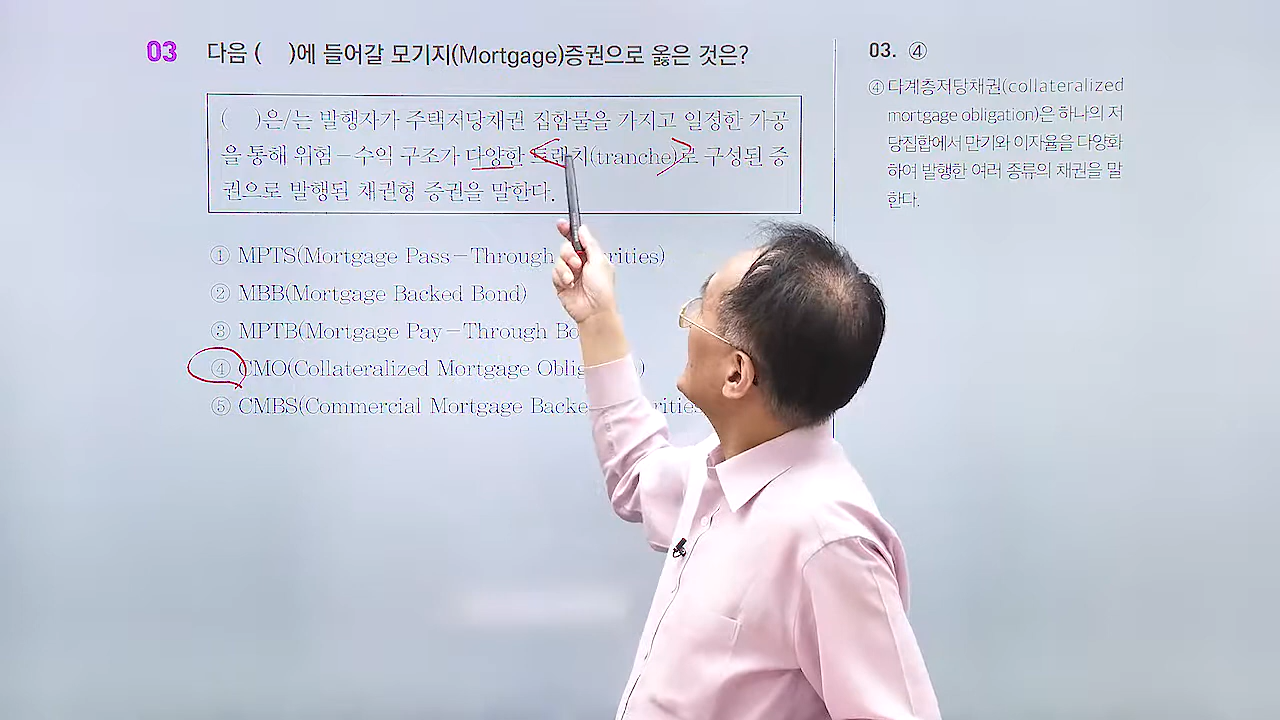 03 다음 ( )에 들어갈 모기지(Mortgage)증권으로 옳은 것은?
( )은/는 발행자가 주택저당채권 집합물을 가지고 일정한 가공
을 통해 위험-수익 구조가 다양한 트랜치(tranche)로 구성된 증
권으로 발행된 채권형 증권을 말한다.
① MPTS(Mortgage Pass-Through
② MBB(Mortgage Backed Bond)
③ MPTB(Mortgage Pay-Through
④ CMO(Collateralized Mortgage
⑤ CMBS(Commercial Mortgage
03. ④
④ 다계층저당채권(collateralized
mortgage obligation)은 하나의 저
당집합에서 만기와 이자율을 다양화
하여 발행한 여러 종류의 채권을 말
한다.